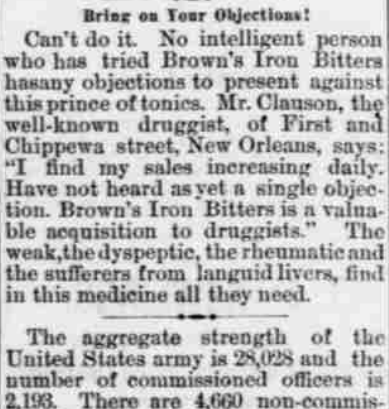 Bring on Your Objections!
Can't do it. No intelligent person
who has tried Brown's Iron Bitters
hasany objections to present against
this prince of tonics. Mr. Clauson, the
well-known druggist, of First and
Chippewa street, New Orleans, says:
"I find my sales increasing daily.
Have not heard as yet a single objec-
tion. Brown's Iron Bitters is a valua-
ble acquisition to druggists." The
weak,the dyspeptic, the rheumatic and
the sufferers from languid livers, find
in this medicine all they need.
The aggregate strength of the
United States army is 28,028 and the
number of commissioned officers is
2,193. There are 4,660 non-commis-